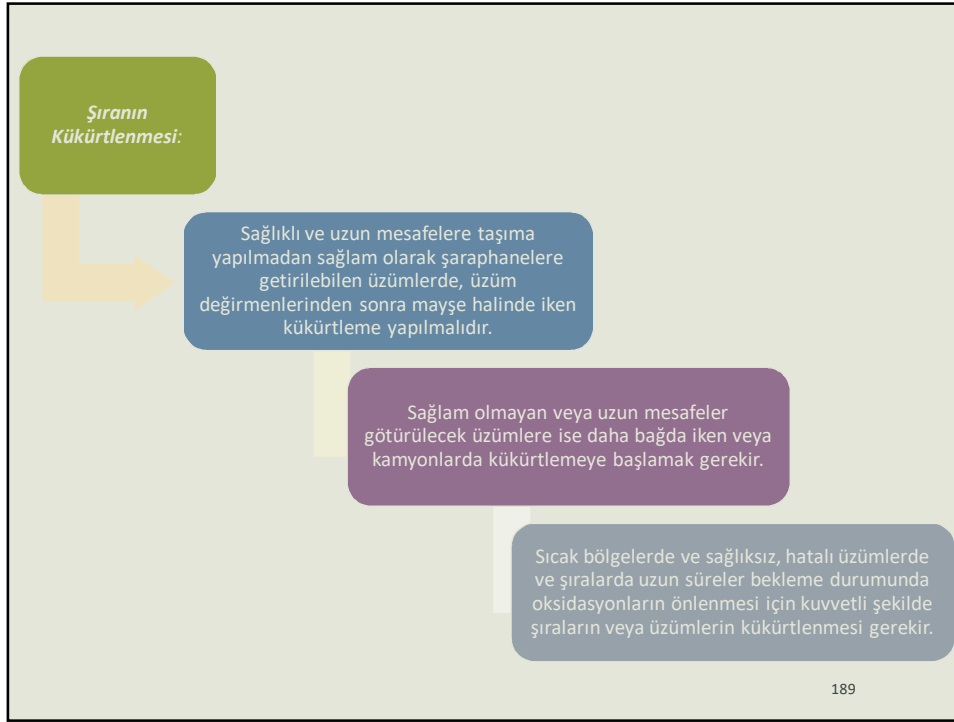 Şıranın
Kükürtlenmesi:
Sağlıklı ve uzun mesafelere taşıma
yapılmadan sağlam olarak şaraphanelere
getirilebilen üzümlerde, üzüm
değirmenlerinden sonra mayşe halinde iken
kükürtleme yapılmalıdır.
Sağlam olmayan veya uzun mesafeler
götürülecek üzümlere ise daha bağda iken veya
kamyonlarda kükürtlemeye başlamak gerekir.
Sıcak bölgelerde ve sağlıksız, hatalı üzümlerde
ve şıralarda uzun süreler bekleme durumunda
oksidasyonların önlenmesi için kuvvetli şekilde
şıraların veya üzümlerin kükürtlenmesi gerekir.
189